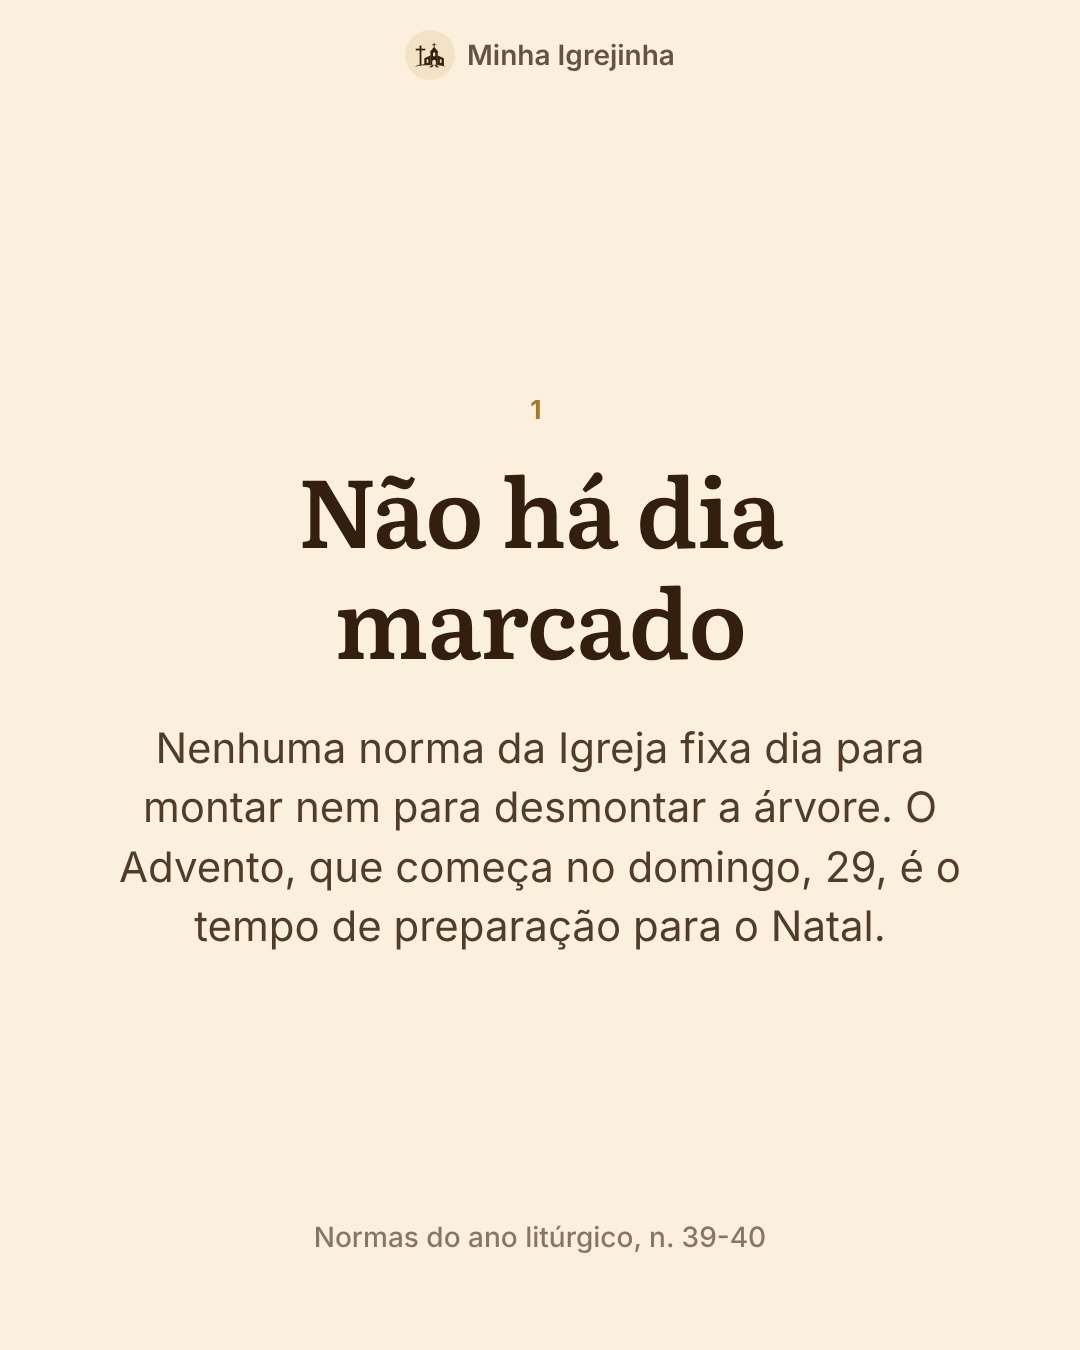 Minha Igrejinha
1
Não há dia
marcado
Nenhuma norma da Igreja fixa dia para
montar nem para desmontar a árvore. O
Advento, que começa no domingo, 29, é o
tempo de preparação para o Natal.
Normas do ano litúrgico, n. 39-40